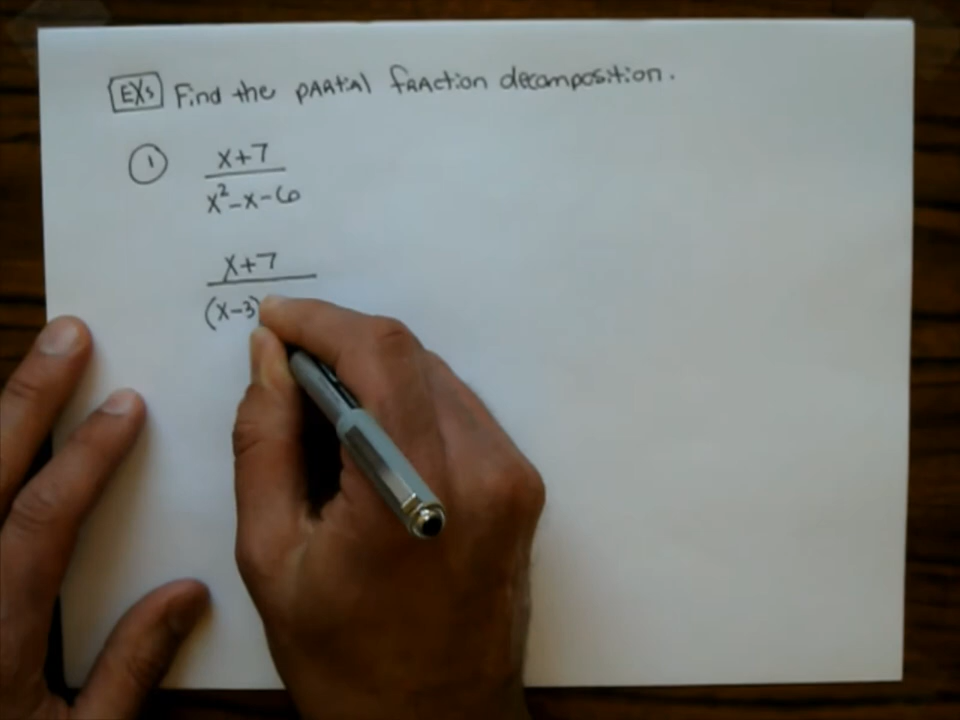 EXs Find the PARTIAL FRACTION decomposition.
1 x+7
x²-x-6
x+7
(x-3)